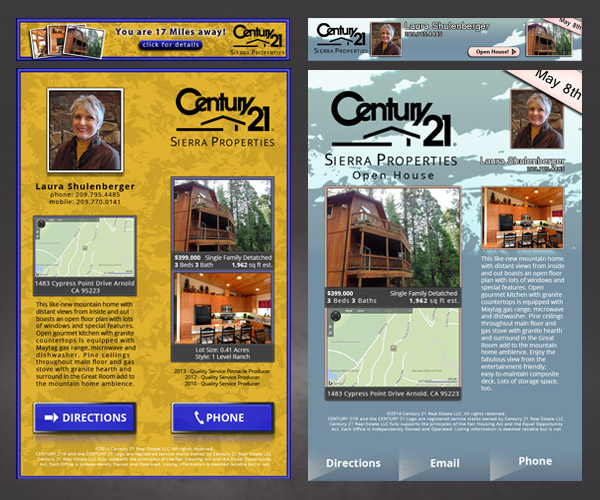 You are 17 Miles away!
click for details
Century 21
SIERRA PROPERTIES
Century 21
SIERRA PROPERTIES
Laura Shulenberger
phone: 209.795.4485
mobile: 209.770.0141
$399,000 Single Family Detatched
3 Beds 3 Bath 1,962 sq ft est.
1483 Cypress Point Drive Arnold
CA 95223
This like-new mountain home with
distant views from inside and out
boasts an open floor plan with lots
of windows and special features.
Open gourmet kitchen with granite
countertops is equipped with
Maytag gas range, microwave and
dishwasher. Pine ceilings
throughout main floor and gas
stove with granite hearth and
surround in the Great Room add to
the mountain home ambience.
Lot Size: 0.41 Acres
Style: 1 Level Ranch
2013 - Quality Service Pinnacle Producer
2012 - Quality Service Producer
2010 - Quality Service Producer
DIRECTIONS
PHONE
©2014 Century 21 Real Estate LLC. All rights reserved.
CENTURY 21® and the CENTURY 21 Logo are registered service marks owned by Century 21 Real Estate LLC.
Century 21 Real Estate LLC fully supports the principles of the Fair Housing Act and the Equal Opportunity
Act. Each Office is Independently Owned and Operated. Listing information is deemed reliable but is not
Century 21
SIERRA PROPERTIES
Laura Shulenberger
209.795.4485
Open House!
May 8th
May 8th
Century 21
SIERRA PROPERTIES
Open House
Laura Shulenberger
209.795.4485
$399,000 Single Family Detatched
3 Beds 3 Baths 1,962 sq ft est.
1483 Cypress Point Drive Arnold, CA 95223
This like-new mountain home
with distant views from inside
and out boasts an open floor
plan with lots of windows and
special features. Open
gourmet kitchen with granite
countertops is equipped with
Maytag gas range, microwave
and dishwasher. Pine ceilings
throughout main floor and gas
stove with granite hearth and
surround in the Great Room
add to the mountain home
ambience. Enjoy the
fabulous view from the
entertainment-friendly,
easy-to-maintain composite
deck. Lots of storage space,
too.
©2014 Century 21 Real Estate LLC. All rights reserved.
CENTURY 21® and the CENTURY 21 Logo are registered service marks owned by Century 21 Real Estate LLC.
Century 21 Real Estate LLC fully supports the principles of the Fair Housing Act and the Equal Opportunity
Act. Each Office is Independently Owned and Operated. Listing information is deemed reliable but is not
Directions
Email
Phone